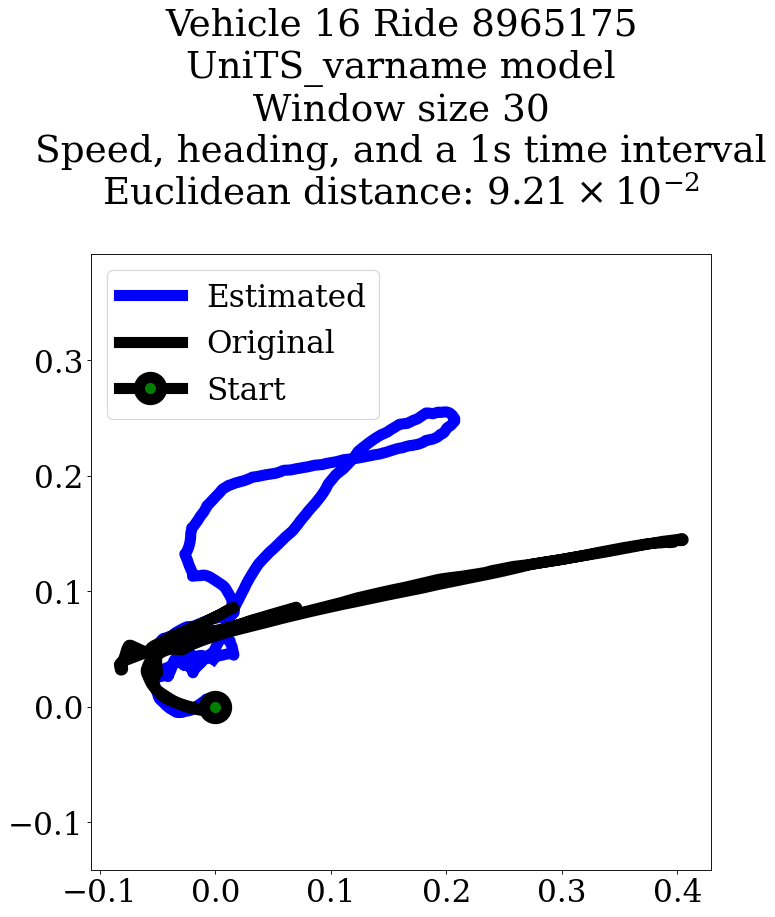 Vehicle 16 Ride 8965175
UniTS_varname model
Window size 30
Speed, heading, and a 1s time interval
Euclidean distance: 9.21 × 10⁻²
Estimated
Original
Start
0.3
0.2
0.1
0.0
−0.1
−0.1 0.0 0.1 0.2 0.3 0.4